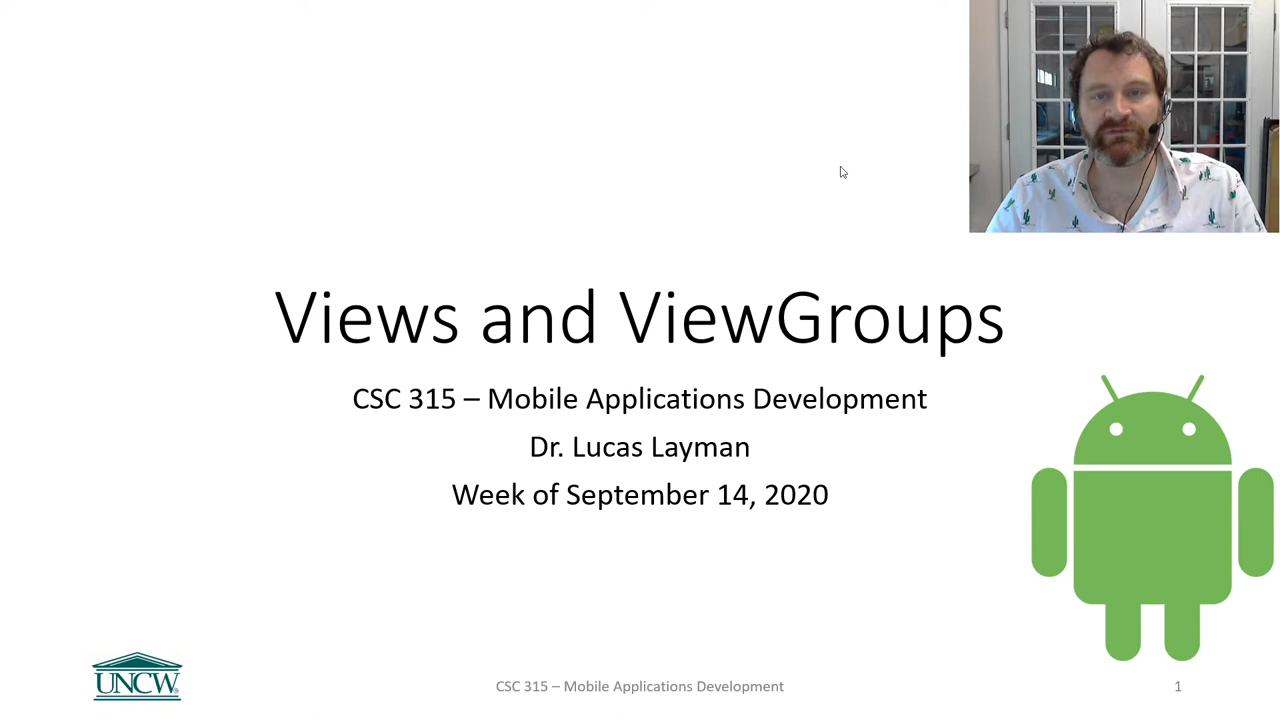 Views and ViewGroups
CSC 315 – Mobile Applications Development
Dr. Lucas Layman
Week of September 14, 2020
UNCW®
CSC 315 – Mobile Applications Development
1